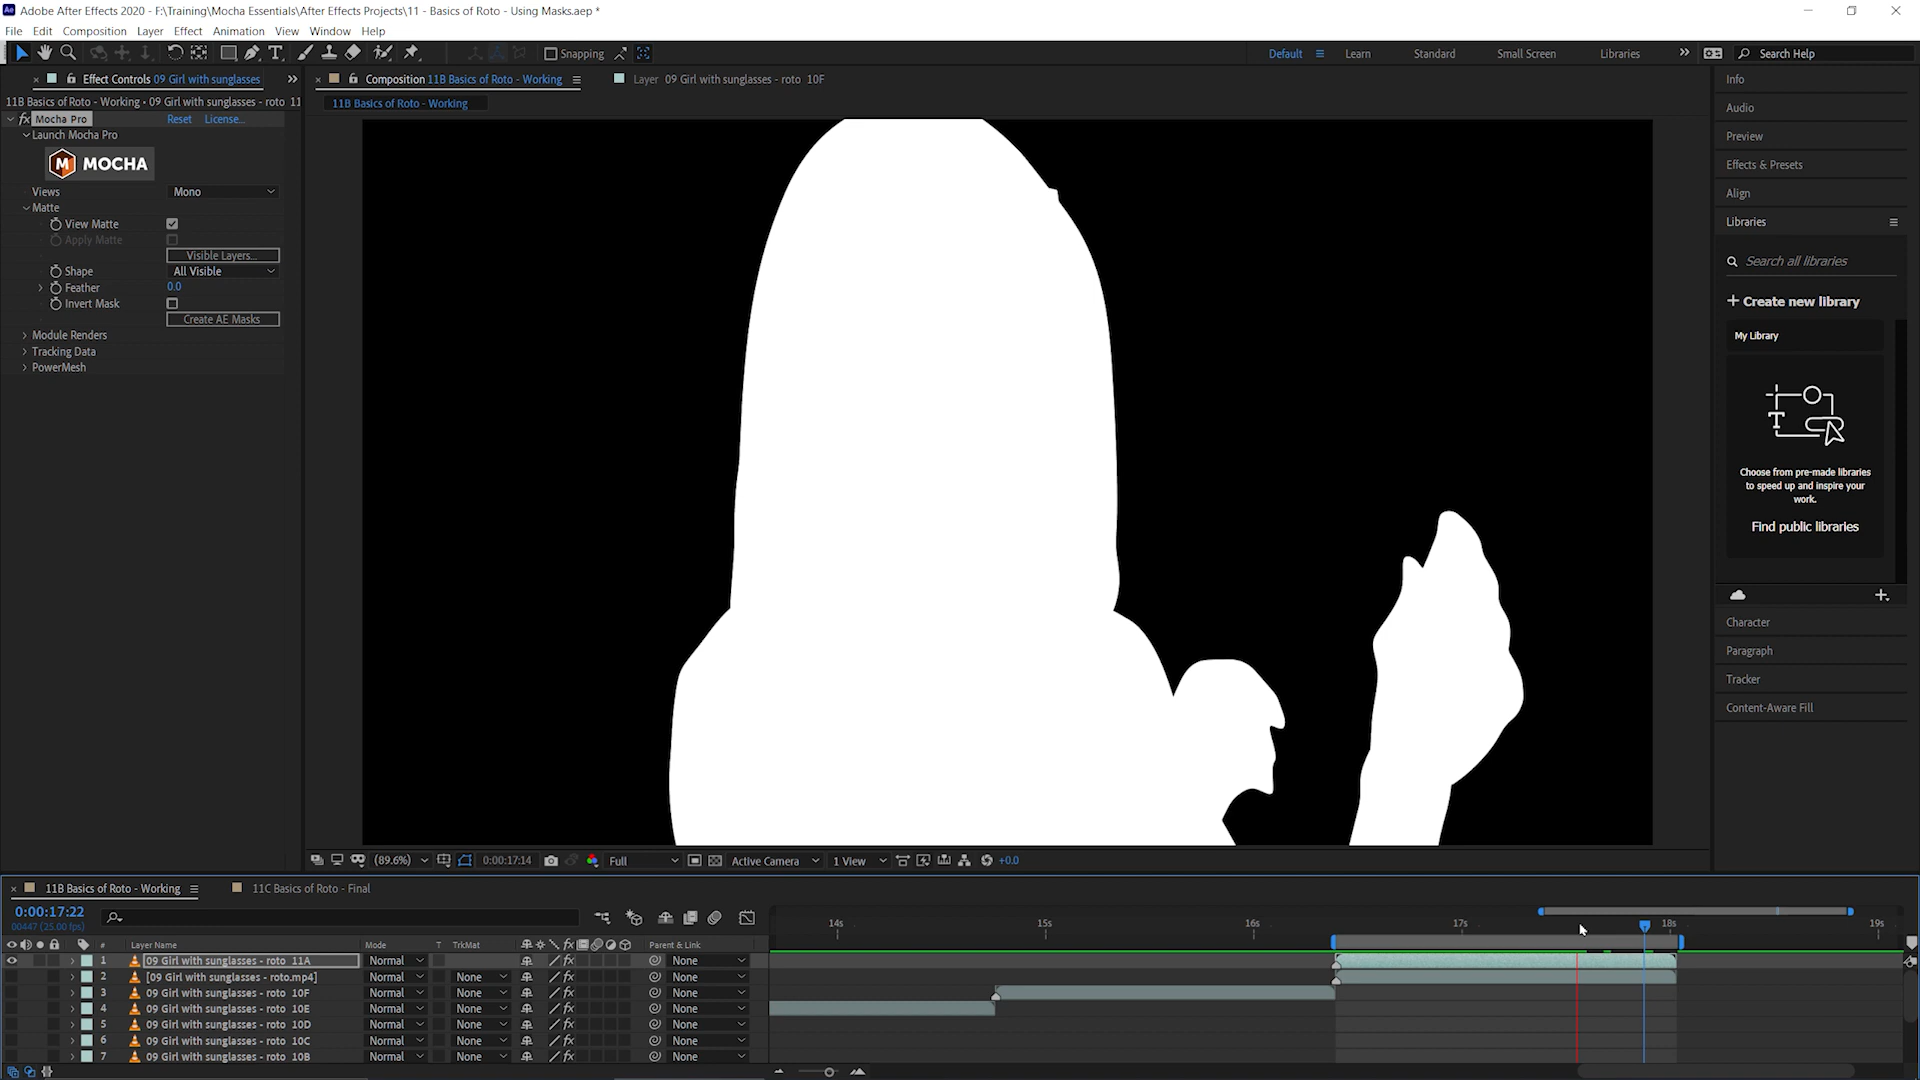 Adobe After Effects 2020 - F:\Training\Mocha Essentials\After Effects Projects\11 - Basics of Roto - Using Masks.aep *
File Edit Composition Layer Effect Animation View Window Help
Snapping Default Learn Standard Small Screen Libraries Search Help
Effect Controls 09 Girl with sunglasses
Composition 11B Basics of Roto - Working
Layer 09 Girl with sunglasses - roto 10F
11B Basics of Roto - Working • 09 Girl with sunglasses - roto 11
11B Basics of Roto - Working
fx Mocha Pro Reset License...
Launch Mocha Pro
M MOCHA
Views Mono
Matte
View Matte
Apply Matte
Visible Layers...
Shape All Visible
Feather 0.0
Invert Mask
Create AE Masks
Module Renders
Tracking Data
PowerMesh
Info
Audio
Preview
Effects & Presets
Align
Libraries
Search all libraries
+ Create new library
My Library
Choose from pre-made libraries
to speed up and inspire your
work.
Find public libraries
Character
Paragraph
Tracker
Content-Aware Fill
(89.6%) 0:00:17:14 Full Active Camera 1 View +0.0
11B Basics of Roto - Working 11C Basics of Roto - Final
0:00:17:22
00447 (25.00 fps)
14s 15s 16s 17s 18s 19s
# Layer Name Mode T TrkMat Parent & Link
1 09 Girl with sunglasses - roto 11A Normal None
2 [09 Girl with sunglasses - roto.mp4] Normal None None
3 09 Girl with sunglasses - roto 10F Normal None None
4 09 Girl with sunglasses - roto 10E Normal None None
5 09 Girl with sunglasses - roto 10D Normal None None
6 09 Girl with sunglasses - roto 10C Normal None None
7 09 Girl with sunglasses - roto 10B Normal None None